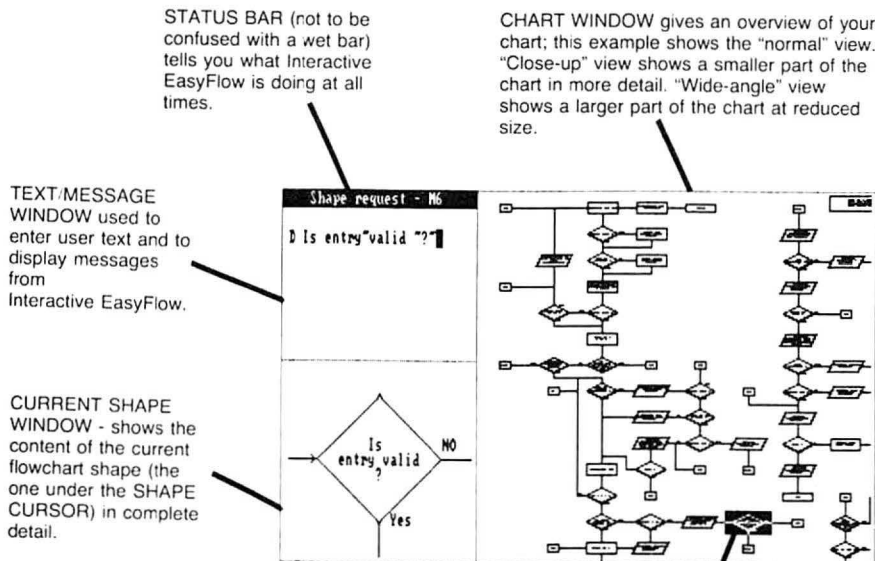 STATUS BAR (not to be
confused with a wet bar)
tells you what Interactive
EasyFlow is doing at all
times.
CHART WINDOW gives an overview of your
chart; this example shows the “normal” view.
“Close-up” view shows a smaller part of the
chart in more detail. “Wide-angle” view
shows a larger part of the chart at reduced
size.
TEXT/MESSAGE
WINDOW used to
enter user text and to
display messages
from
Interactive EasyFlow.
Shape request - M6
D Is entry~valid ~?~
CURRENT SHAPE
WINDOW - shows the
content of the current
flowchart shape (the
one under the SHAPE
CURSOR) in complete
detail.
Is
entry valid
?
NO
Yes